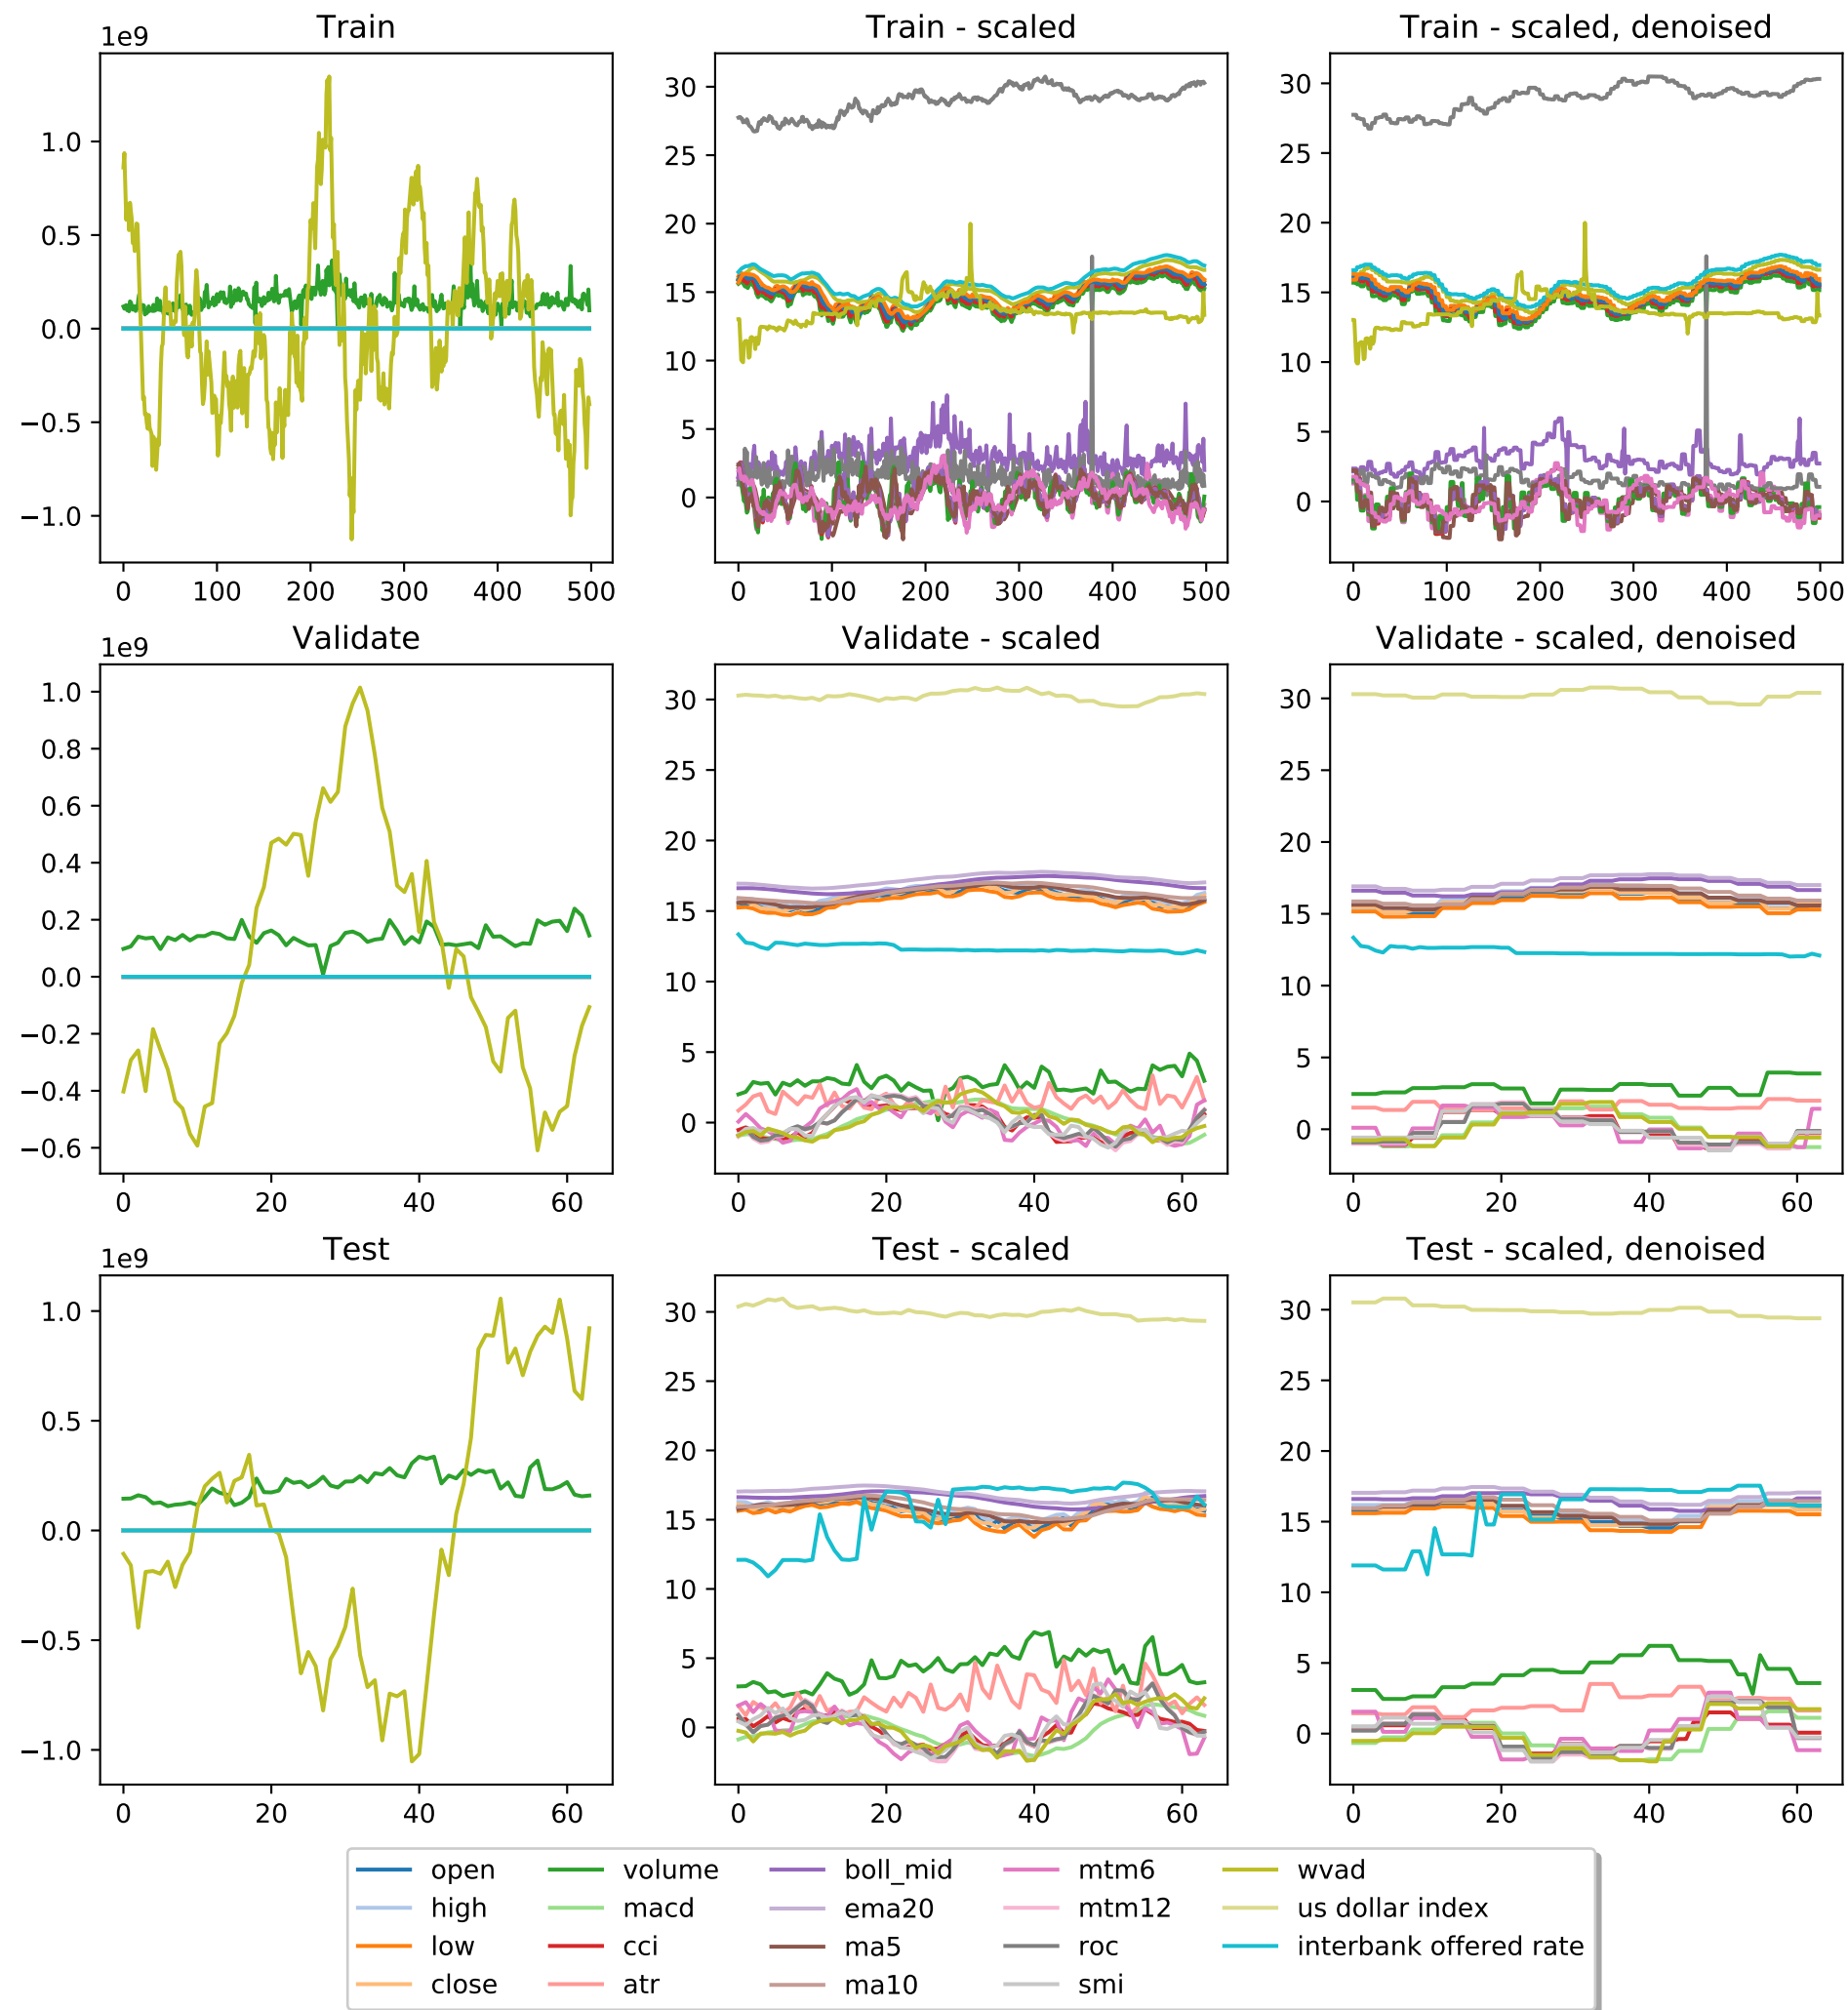 Train
Train - scaled
Train - scaled, denoised
1e9
1.0
0.5
0.0
−0.5
−1.0
0 100 200 300 400 500
30
25
20
15
10
5
0
0 100 200 300 400 500
30
25
20
15
10
5
0
0 100 200 300 400 500
Validate
Validate - scaled
Validate - scaled, denoised
1e9
1.0
0.8
0.6
0.4
0.2
0.0
−0.2
−0.4
−0.6
0 20 40 60
30
25
20
15
10
5
0
0 20 40 60
30
25
20
15
10
5
0
0 20 40 60
Test
Test - scaled
Test - scaled, denoised
1e9
1.0
0.5
0.0
−0.5
−1.0
0 20 40 60
30
25
20
15
10
5
0
0 20 40 60
30
25
20
15
10
5
0
0 20 40 60
open
high
low
close
volume
macd
cci
atr
boll_mid
ema20
ma5
ma10
mtm6
mtm12
roc
smi
wvad
us dollar index
interbank offered rate